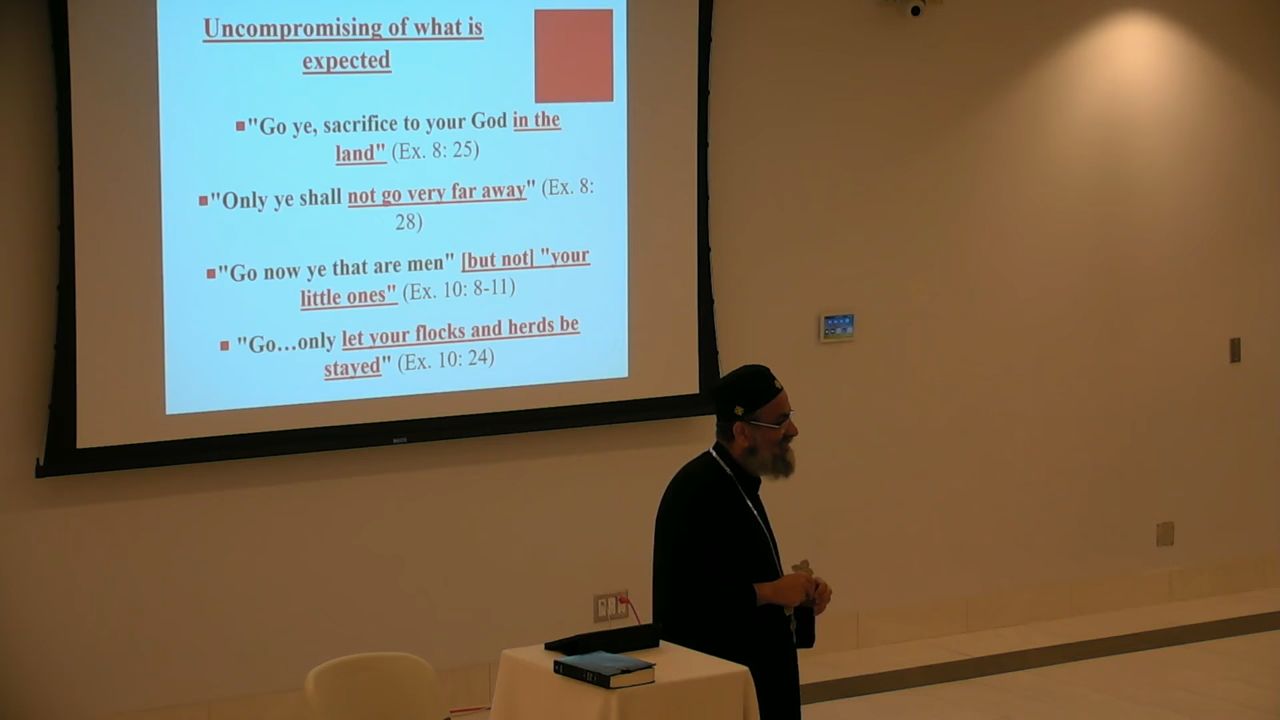 Uncompromising of what is
expected
"Go ye, sacrifice to your God in the
land" (Ex. 8: 25)
"Only ye shall not go very far away" (Ex. 8:
28)
"Go now ye that are men" [but not] "your
little ones" (Ex. 10: 8-11)
"Go…only let your flocks and herds be
stayed" (Ex. 10: 24)